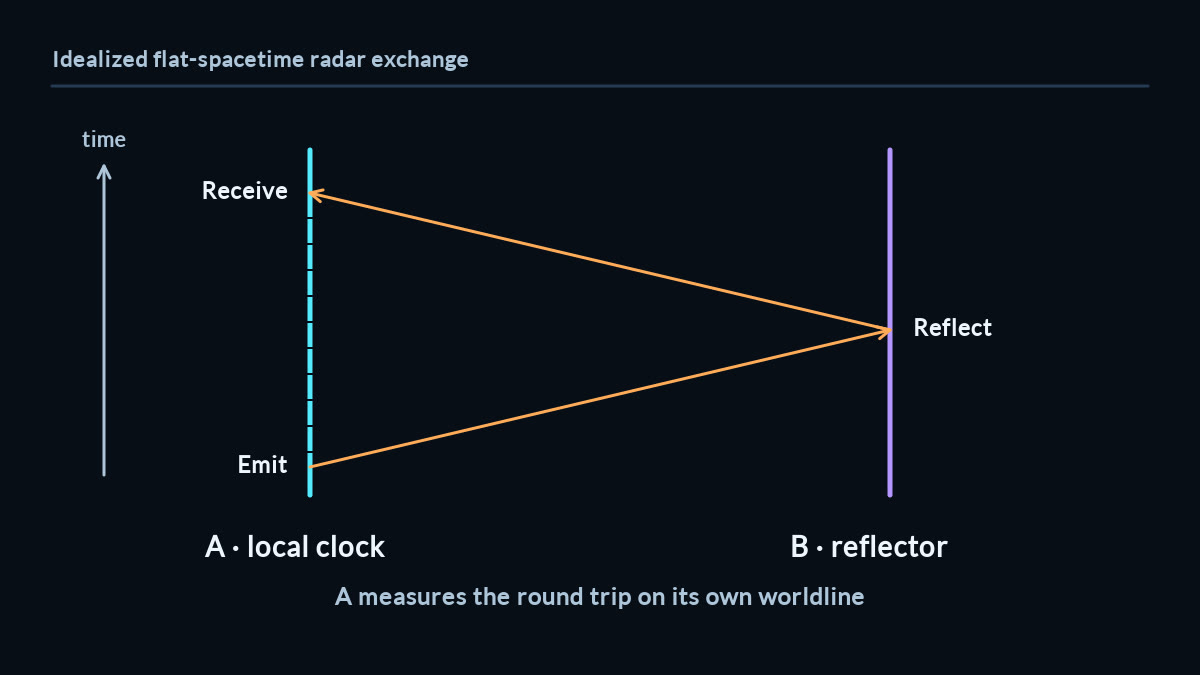 Idealized flat-spacetime radar exchange
time
Receive
Reflect
Emit
A · local clock
B · reflector
A measures the round trip on its own worldline